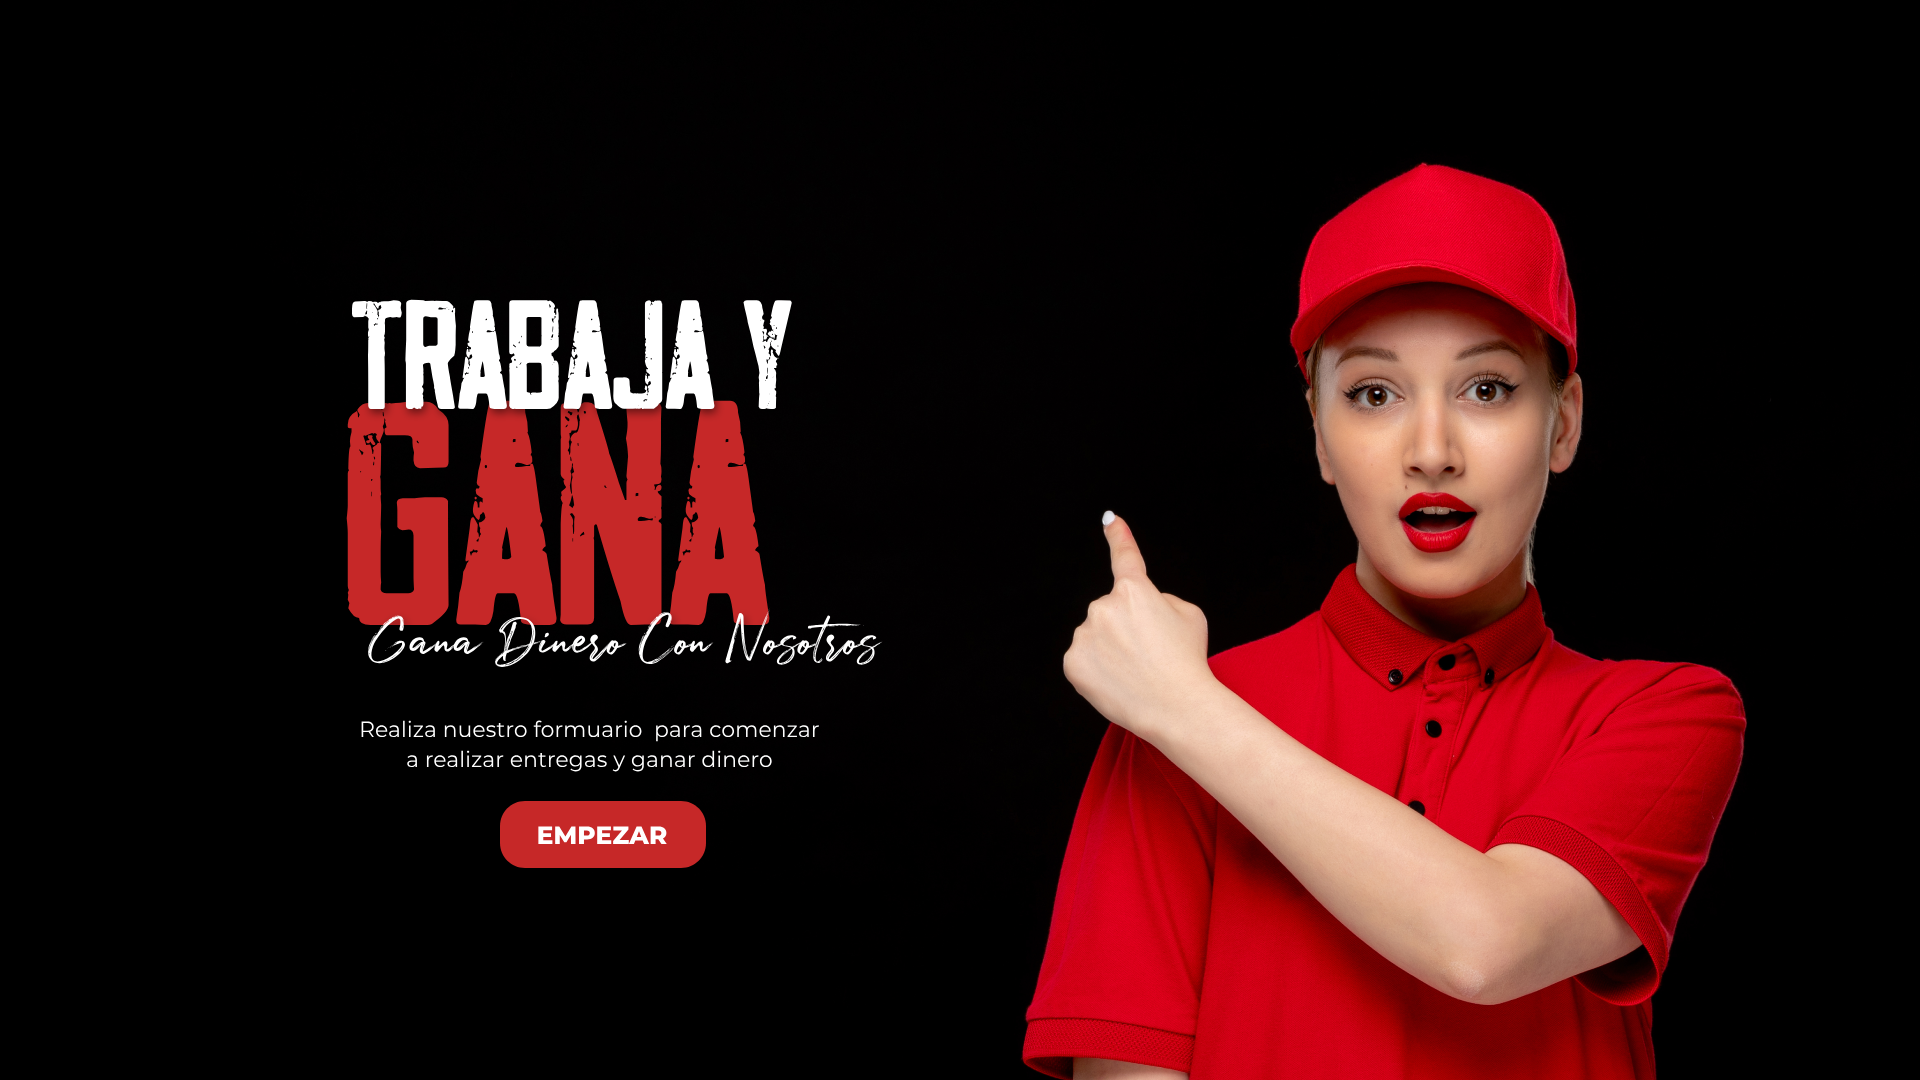 TRABAJA Y
GANA
Gana Dinero Con Nosotros
Realiza nuestro formuario  para comenzar
a realizar entregas y ganar dinero
EMPEZAR